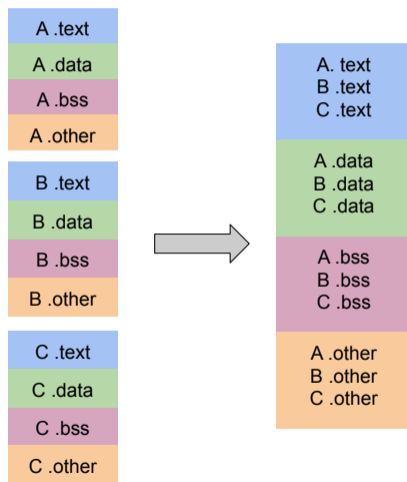 A .text
A .data
A .bss
A .other
B .text
B .data
B .bss
B .other
C .text
C .data
C .bss
C .other
A. text
B .text
C .text
A .data
B .data
C .data
A .bss
B .bss
C .bss
A .other
B .other
C .other